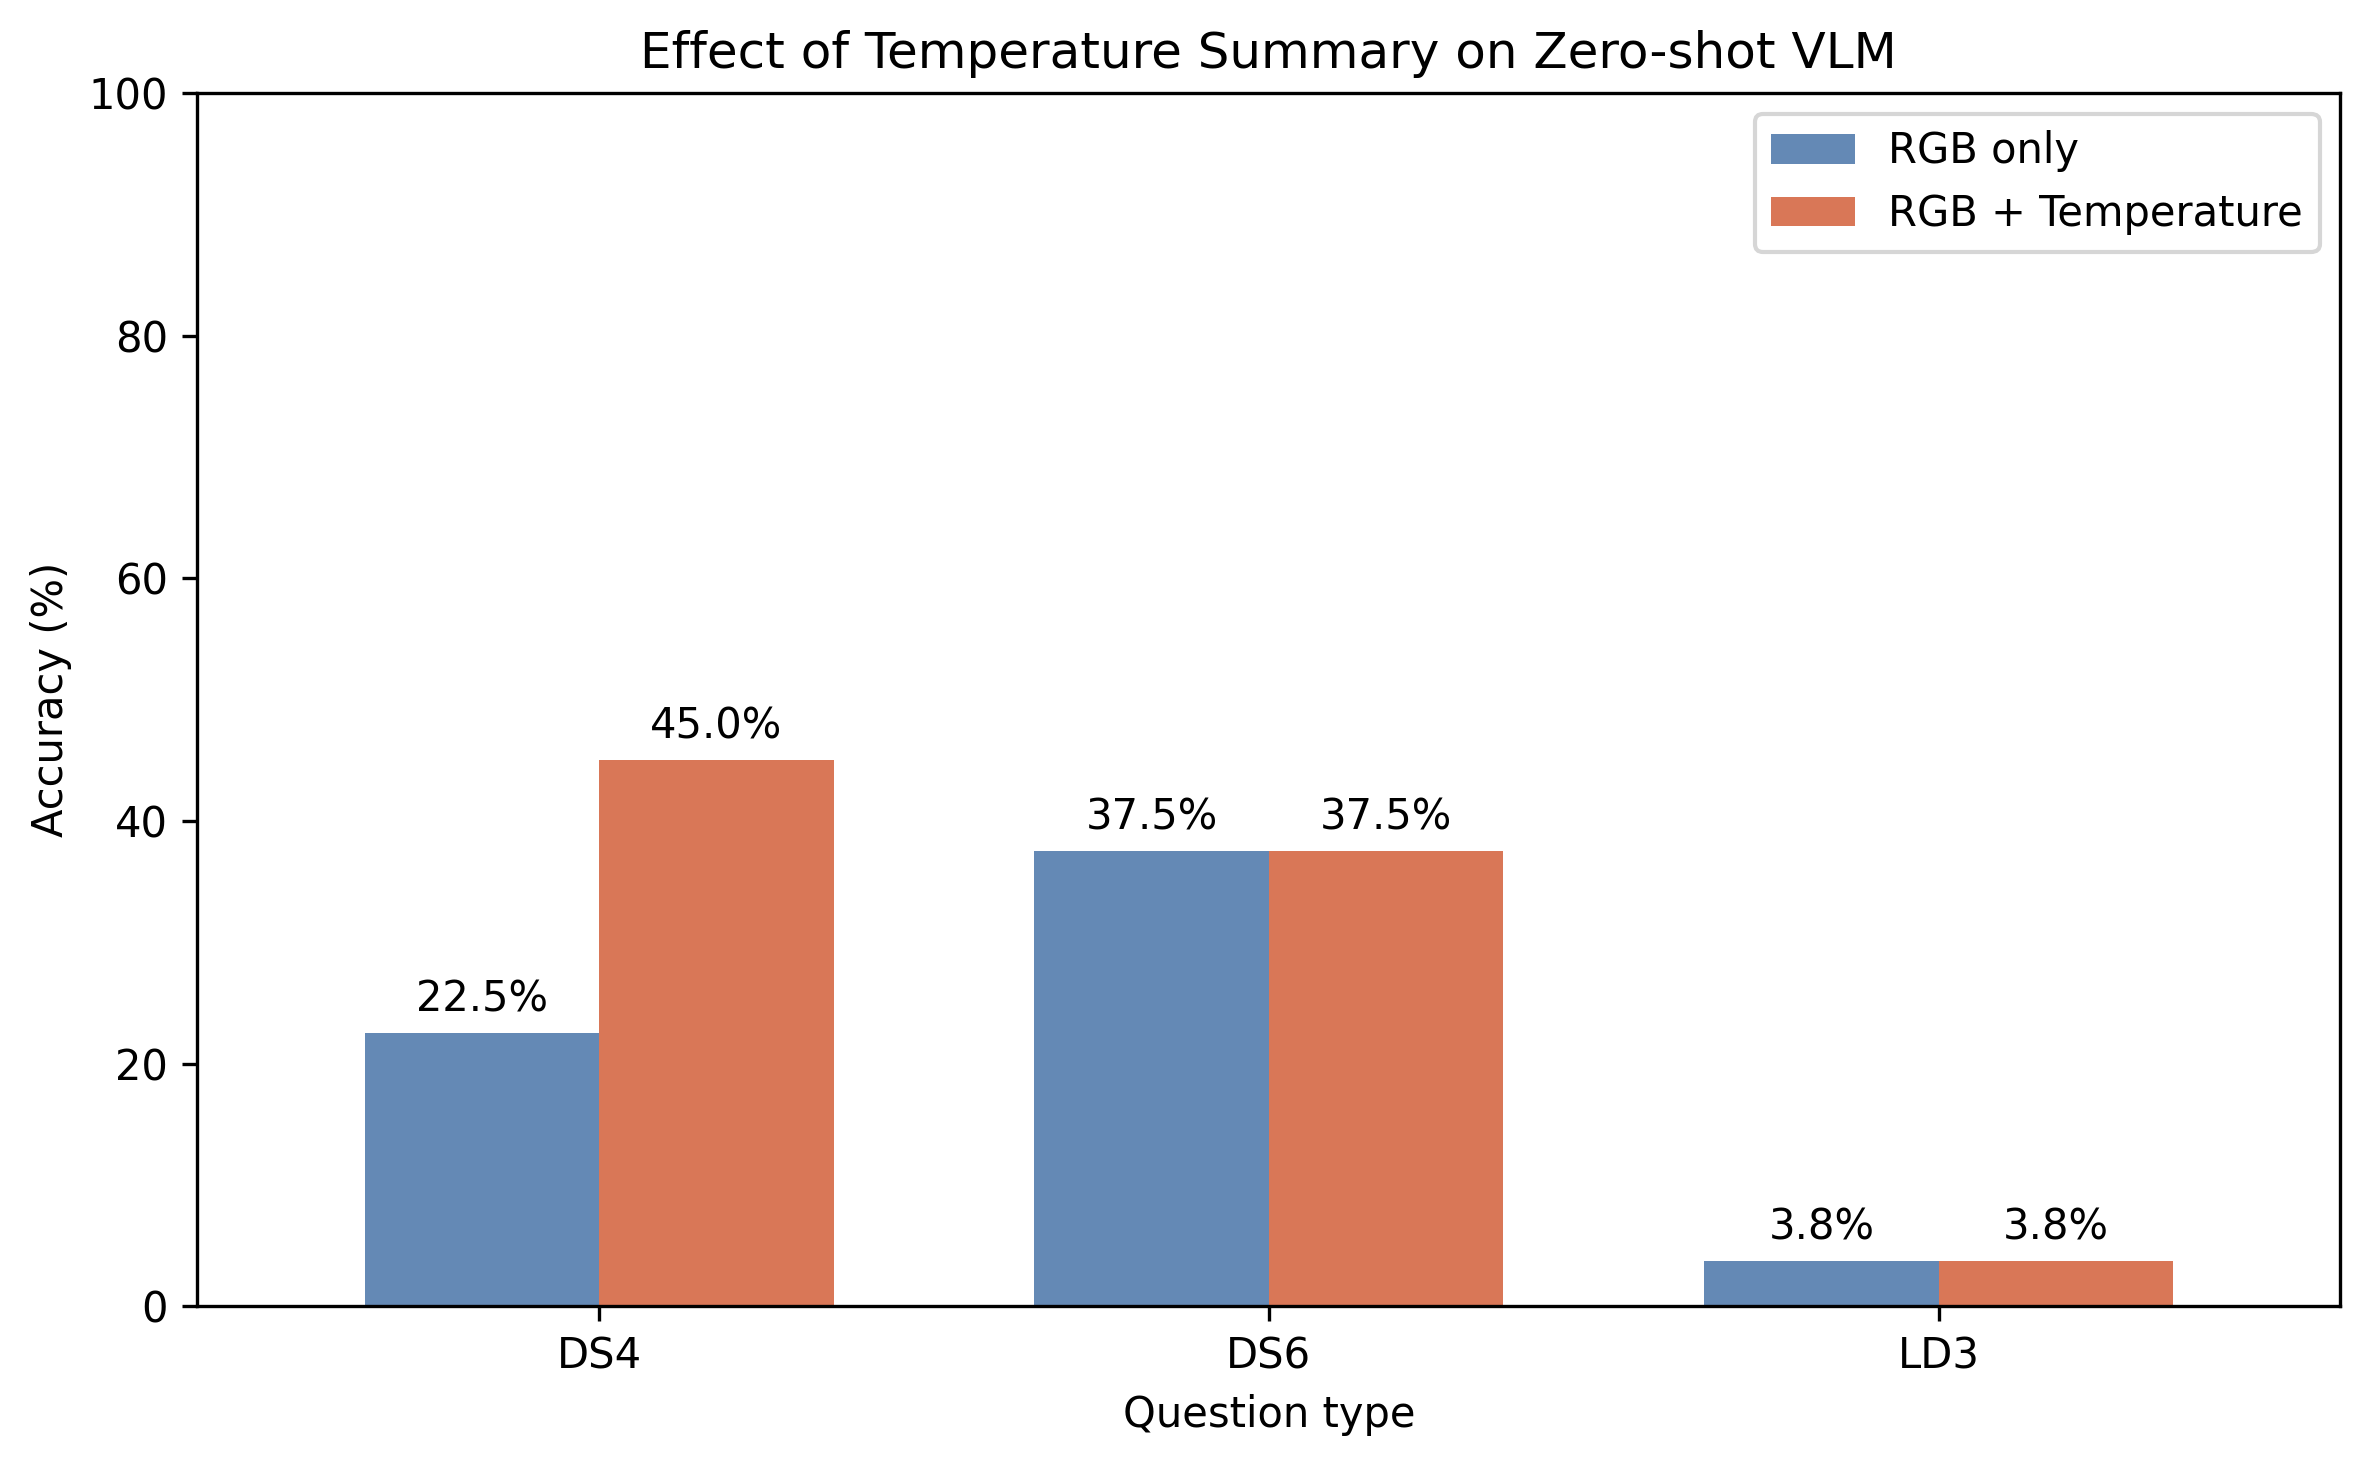 Effect of Temperature Summary on Zero-shot VLM
RGB only
RGB + Temperature
Accuracy (%)
100
80
60
40
20
0
22.5%
45.0%
37.5%
37.5%
3.8%
3.8%
DS4
DS6
LD3
Question type